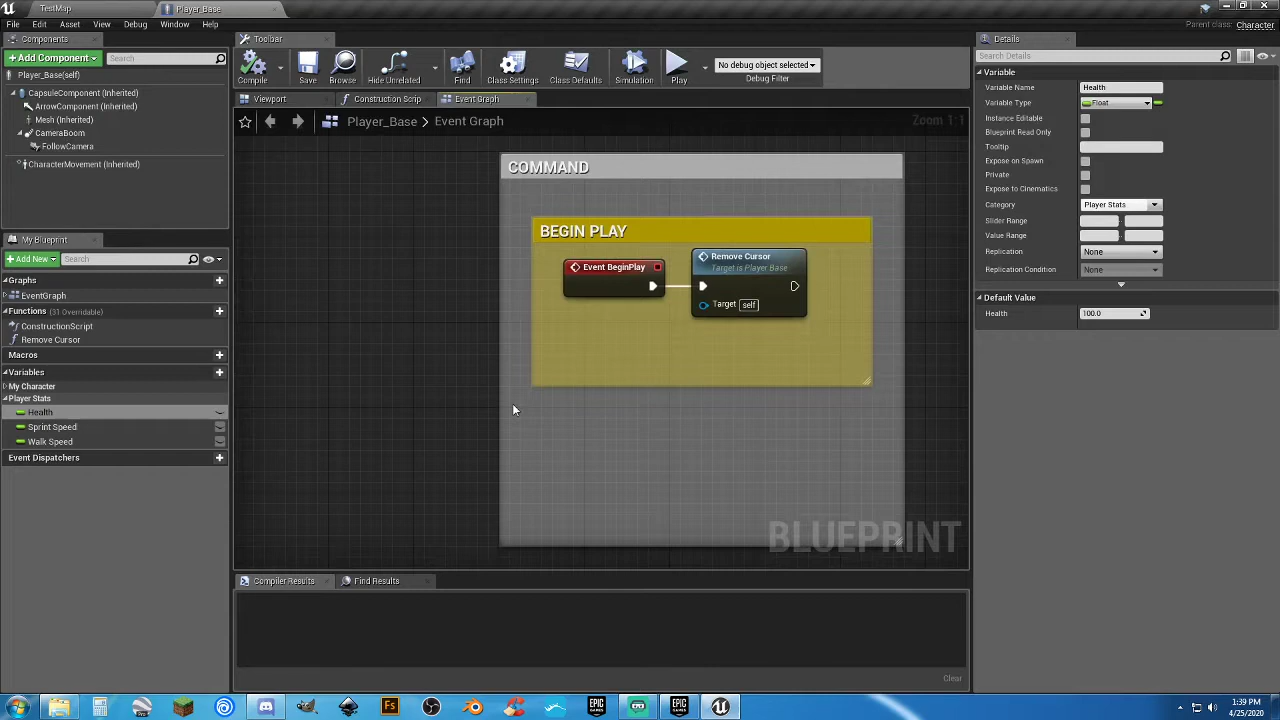 TestMap
Player_Base
File
Edit
Asset
View
Debug
Window
Help
Parent class: Character
Components
+Add Component
Search
Player_Base(self)
CapsuleComponent (Inherited)
ArrowComponent (Inherited)
Mesh (Inherited)
CameraBoom
FollowCamera
CharacterMovement (Inherited)
My Blueprint
+Add New
Search
Graphs
EventGraph
Functions (31 Overridable)
ConstructionScript
Remove Cursor
Macros
Variables
My Character
Player Stats
Health
Sprint Speed
Walk Speed
Event Dispatchers
Toolbar
Compile
Save
Browse
Hide Unrelated
Find
Class Settings
Class Defaults
Simulation
Play
No debug object selected
Debug Filter
Viewport
Construction Scrip
Event Graph
Player_Base > Event Graph
Zoom 1:1
COMMAND
BEGIN PLAY
Event BeginPlay
Remove Cursor
Target is Player Base
Target self
BLUEPRINT
Compiler Results
Find Results
Clear
Details
Search Details
Variable
Variable Name Health
Variable Type Float
Instance Editable
Blueprint Read Only
Tooltip
Expose on Spawn
Private
Expose to Cinematics
Category Player Stats
Slider Range
Value Range
Replication None
Replication Condition None
Default Value
Health 100.0
Fs
EPIC GAMES
EPIC GAMES
1:39 PM
4/25/2020